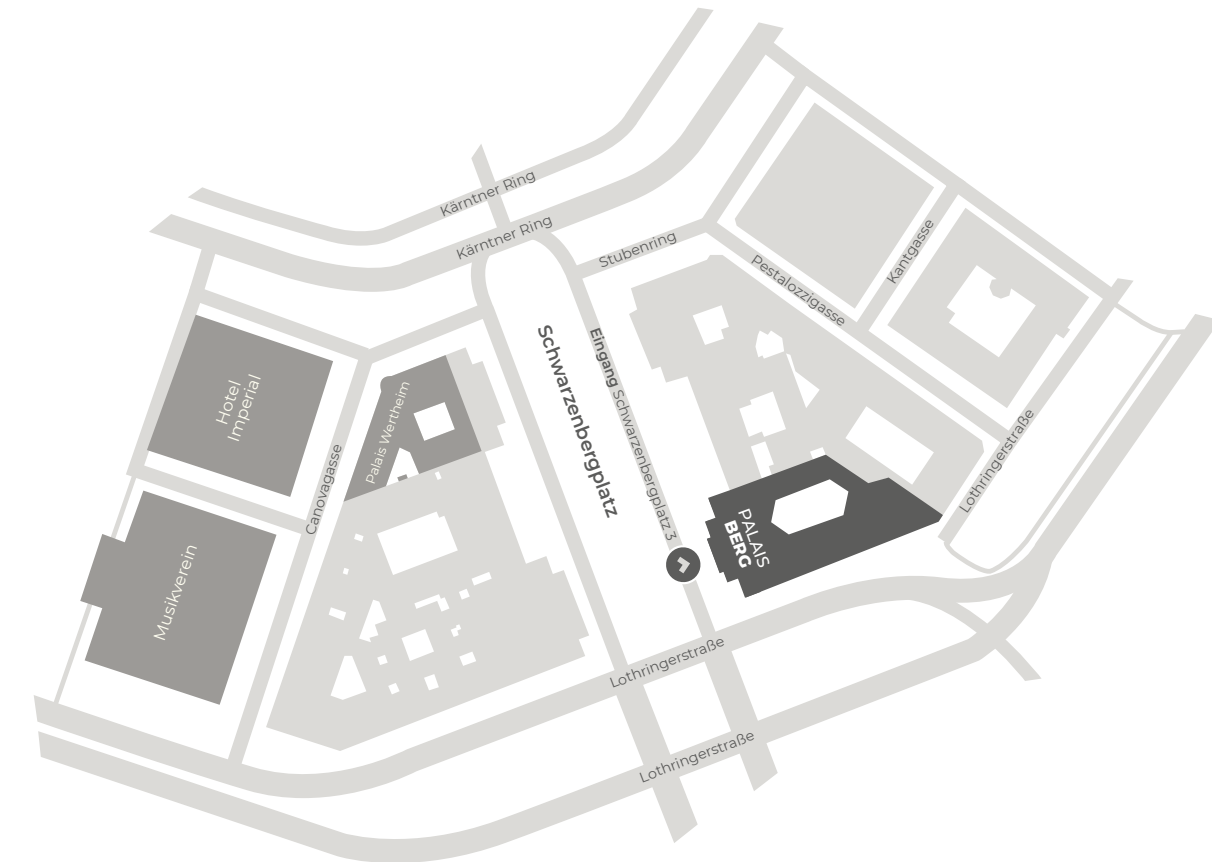 Kärntner Ring
Kärntner Ring
Stubenring
Kantgasse
Pestalozzigasse
Schwarzenbergplatz
Eingang Schwarzenbergplatz 3
Hotel
Imperial
Palais Wertheim
Canovagasse
Lothringerstraße
PALAIS
BERG
Musikverein
Lothringerstraße
Lothringerstraße